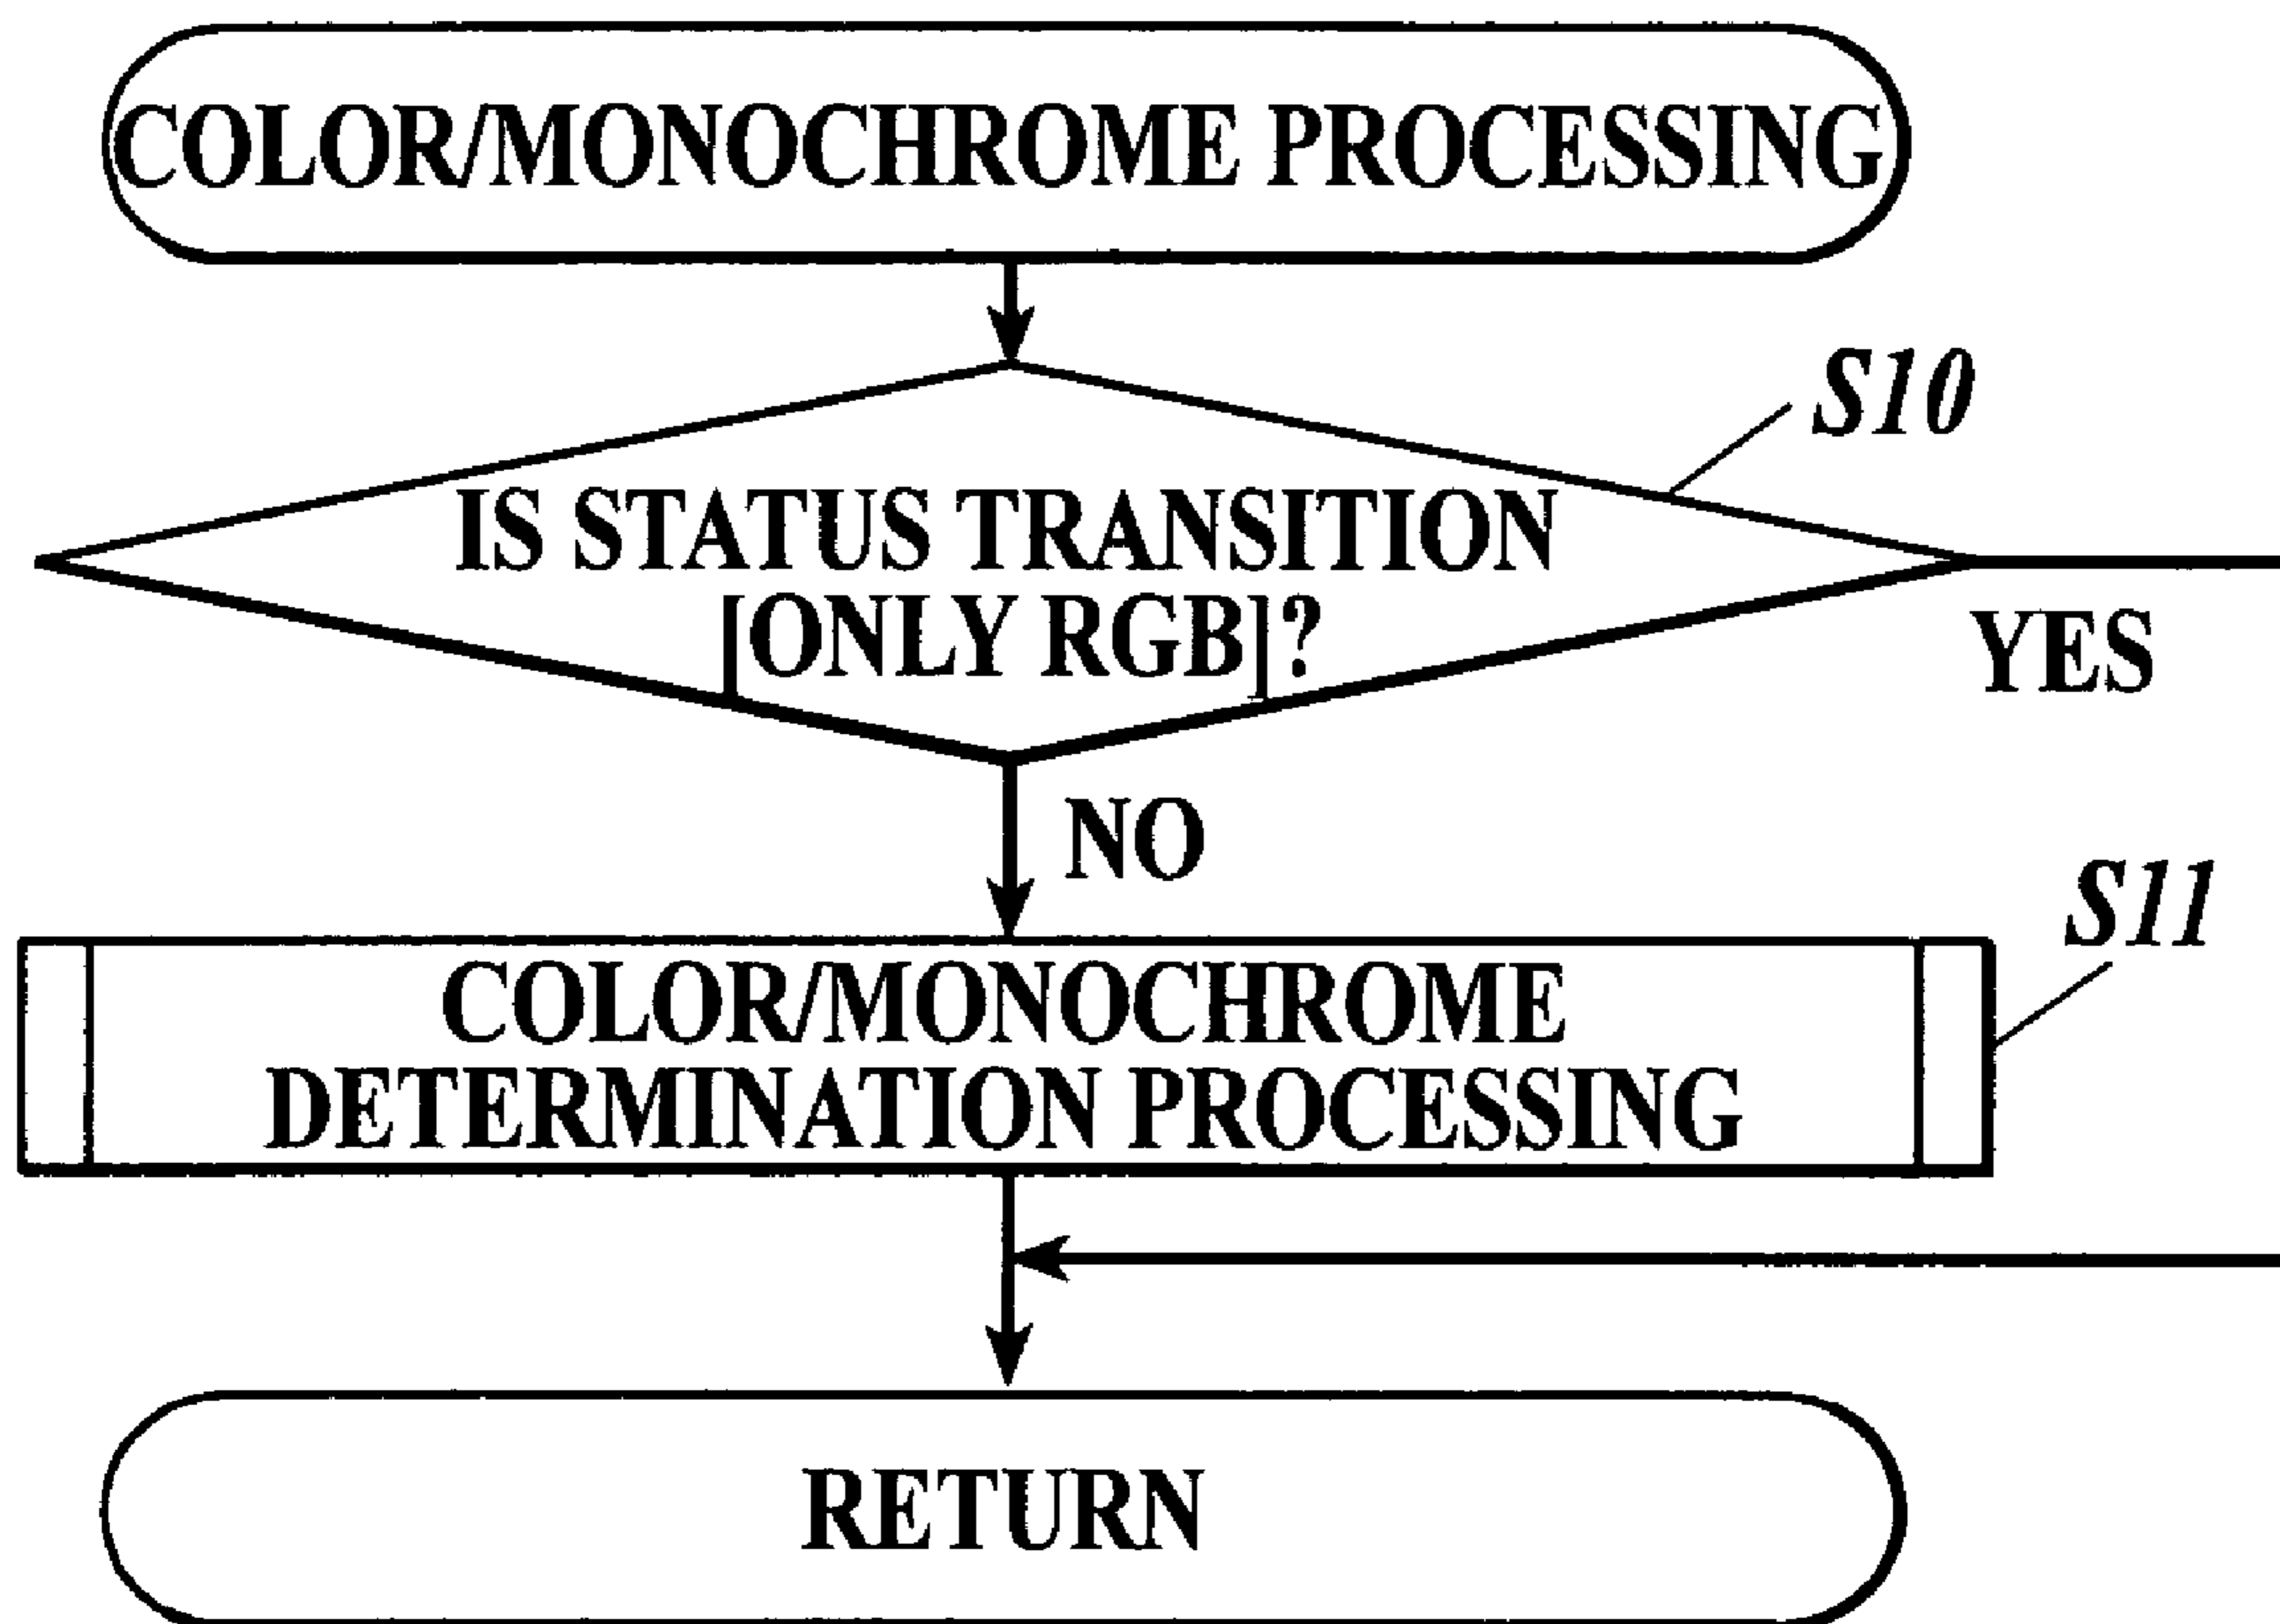 COLOR/MONOCHROME PROCESSING
S10
IS STATUS TRANSITION
[ONLY RGB]?
YES
NO
S11
COLOR/MONOCHROME
DETERMINATION PROCESSING
RETURN